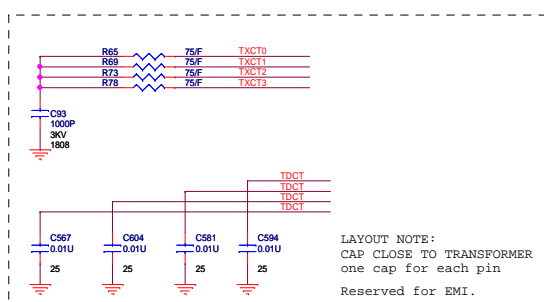 R65 75/F TXCT0
R69 75/F TXCT1
R73 75/F TXCT2
R78 75/F TXCT3
C93
1000P
3KV
1808
TDCT
TDCT
TDCT
TDCT
C567 C604 C581 C594
0.01U 0.01U 0.01U 0.01U
25 25 25 25
LAYOUT NOTE:
CAP CLOSE TO TRANSFORMER
one cap for each pin
Reserved for EMI.